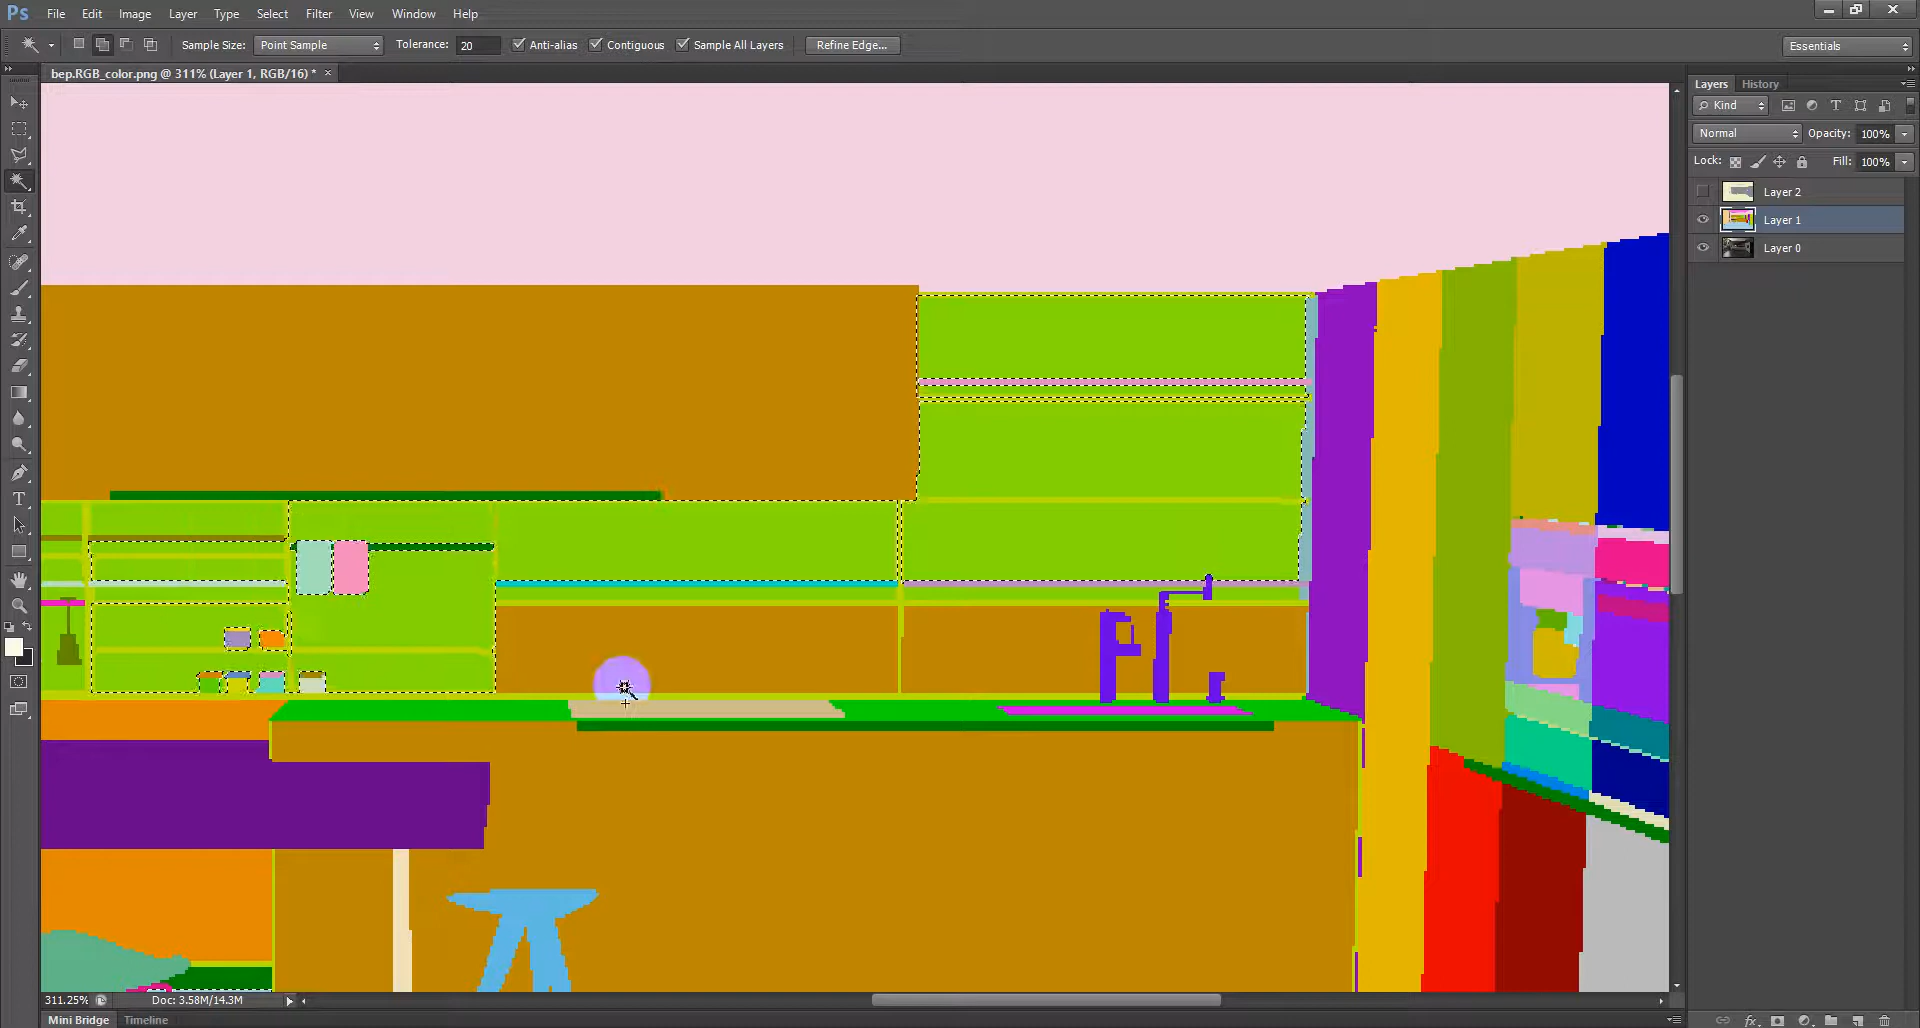 Ps File Edit Image Layer Type Select Filter View Window Help
Sample Size: Point Sample Tolerance: 20 Anti-alias Contiguous Sample All Layers Refine Edge... Essentials
bep.RGB_color.png @ 311% (Layer 1, RGB/16) * ×
Layers History
Kind
Normal Opacity: 100%
Lock: Fill: 100%
Layer 2
Layer 1
Layer 0
311.25% Doc: 3.58M/14.3M
Mini Bridge Timeline